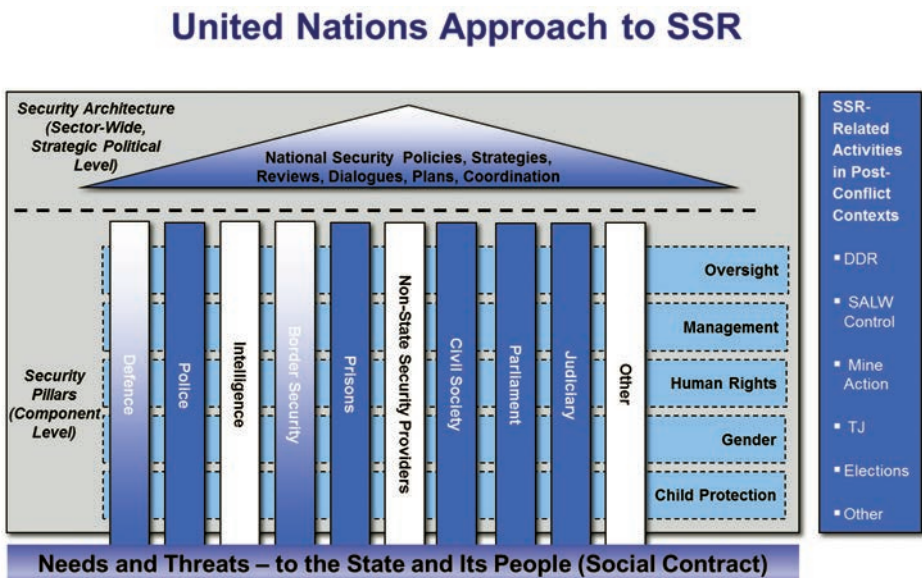 United Nations Approach to SSR
Security Architecture
(Sector-Wide,
Strategic Political
Level)
National Security Policies, Strategies,
Reviews, Dialogues, Plans, Coordination
Security
Pillars
(Component
Level)
Defence
Police
Intelligence
Border Security
Prisons
Non-State Security Providers
Civil Society
Parliament
Judiciary
Other
Oversight
Management
Human Rights
Gender
Child Protection
Needs and Threats – to the State and Its People (Social Contract)
SSR-
Related
Activities
in Post-
Conflict
Contexts
▪ DDR
▪ SALW
Control
▪ Mine
Action
▪ TJ
▪ Elections
▪ Other